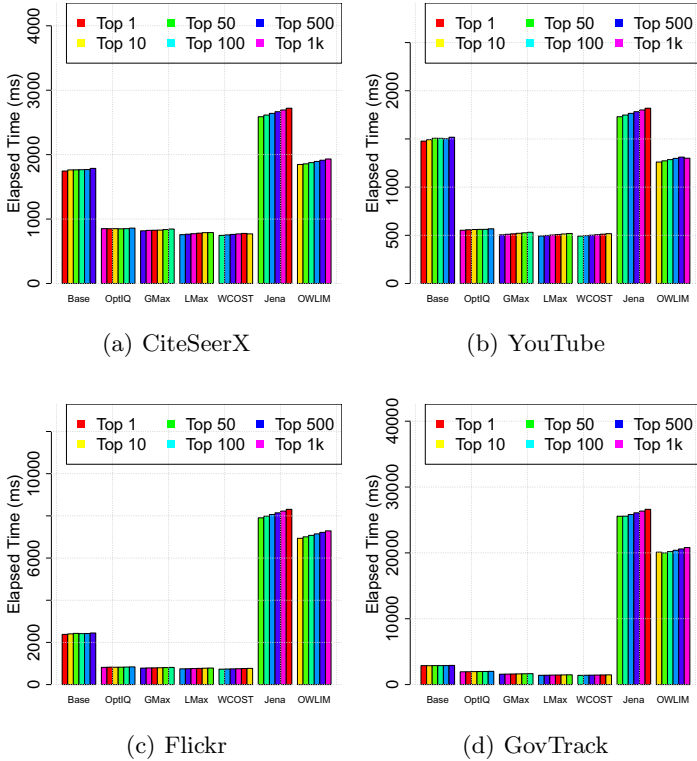 Top 1 Top 50 Top 500
Top 10 Top 100 Top 1k
Elapsed Time (ms)
4000
3000
2000
1000
0
Base OptIQ GMax LMax WCOST Jena OWLIM
(a) CiteSeerX
Top 1 Top 50 Top 500
Top 10 Top 100 Top 1k
Elapsed Time (ms)
2500
1500
500
0
Base OptIQ GMax LMax WCOST Jena OWLIM
(b) YouTube
Top 1 Top 50 Top 500
Top 10 Top 100 Top 1k
Elapsed Time (ms)
10000
6000
2000
0
Base OptIQ GMax LMax WCOST Jena OWLIM
(c) Flickr
Top 1 Top 50 Top 500
Top 10 Top 100 Top 1k
Elapsed Time (ms)
40000
30000
20000
10000
0
Base OptIQ GMax LMax WCOST Jena OWLIM
(d) GovTrack